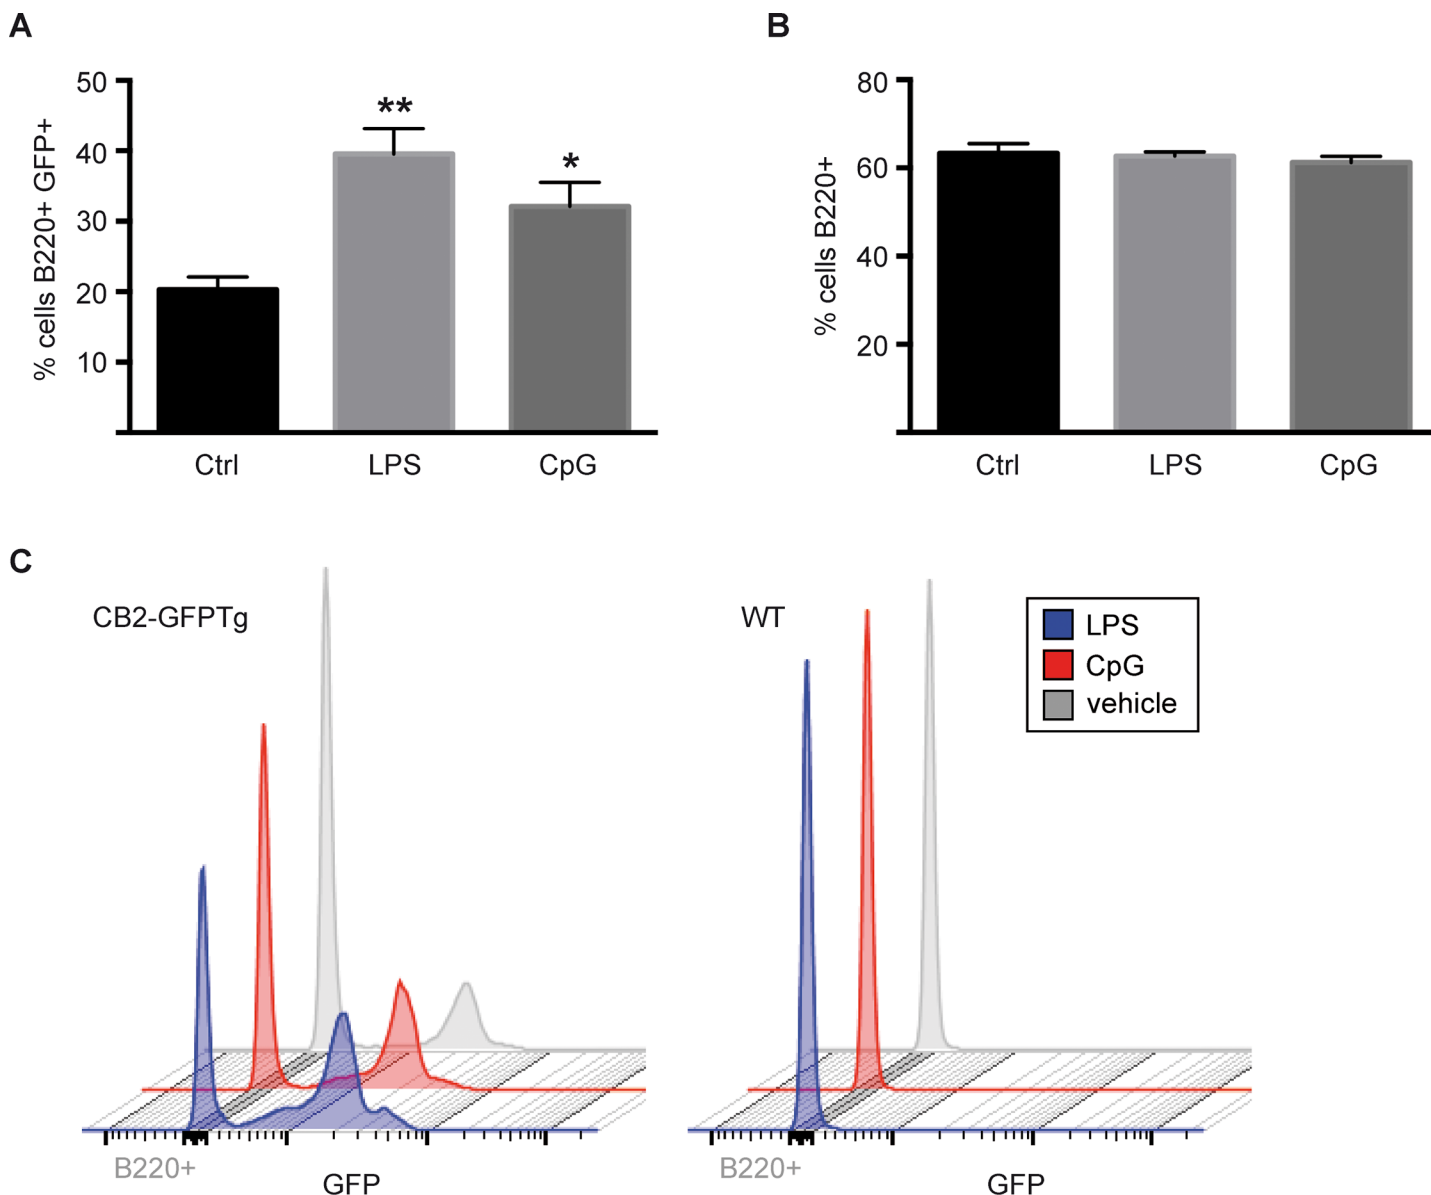 A
% cells B220+ GFP+
50
40
30
20
10
**
*
Ctrl
LPS
CpG
B
% cells B220+
80
60
40
20
Ctrl
LPS
CpG
C
CB2-GFPTg
B220+
GFP
WT
B220+
GFP
LPS
CpG
vehicle